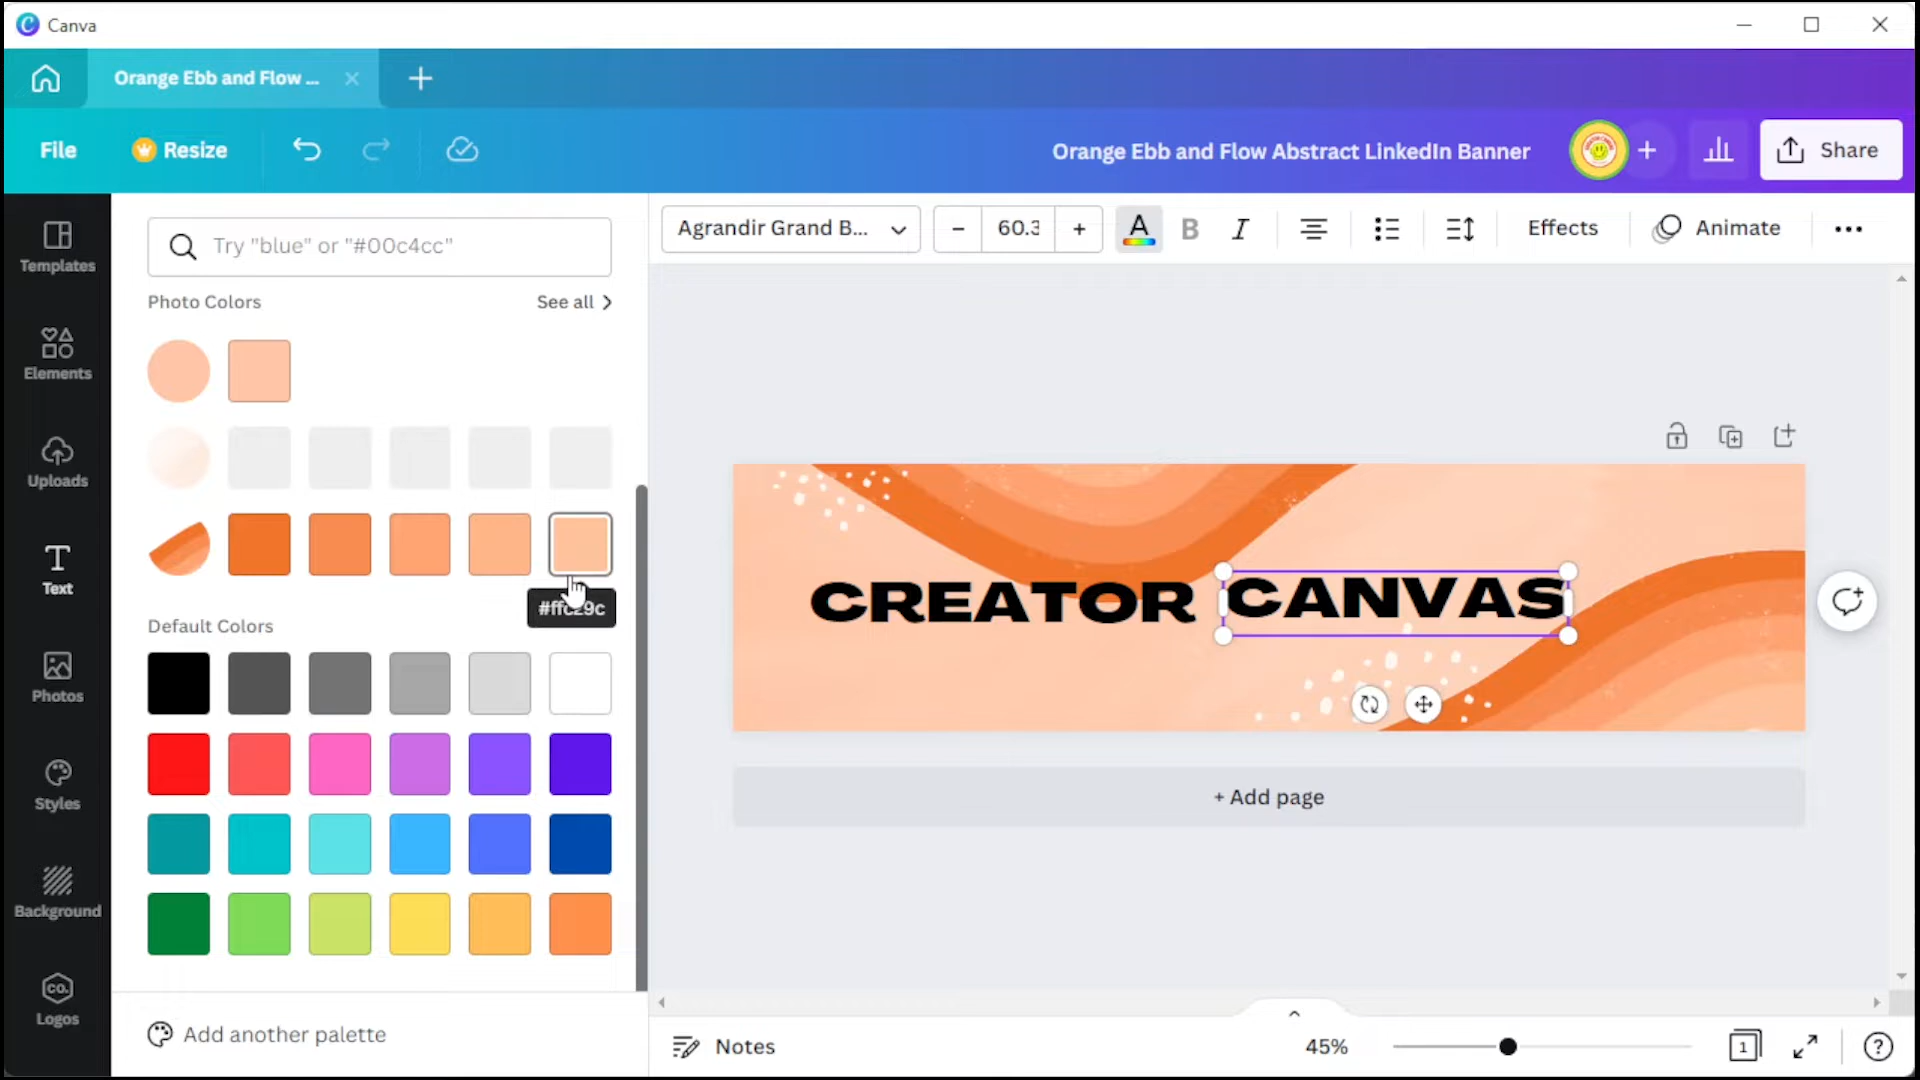 Canva
Orange Ebb and Flow ...
File
Resize
Orange Ebb and Flow Abstract LinkedIn Banner
Share
Templates
Elements
Uploads
Text
Photos
Styles
Background
CO.
Logos
Try "blue" or "#00c4cc"
Photo Colors
See all
Default Colors
Add another palette
Agrandir Grand B...
60.3
A
B
I
Effects
Animate
CREATOR CANVAS
+ Add page
Notes
45%
1
?